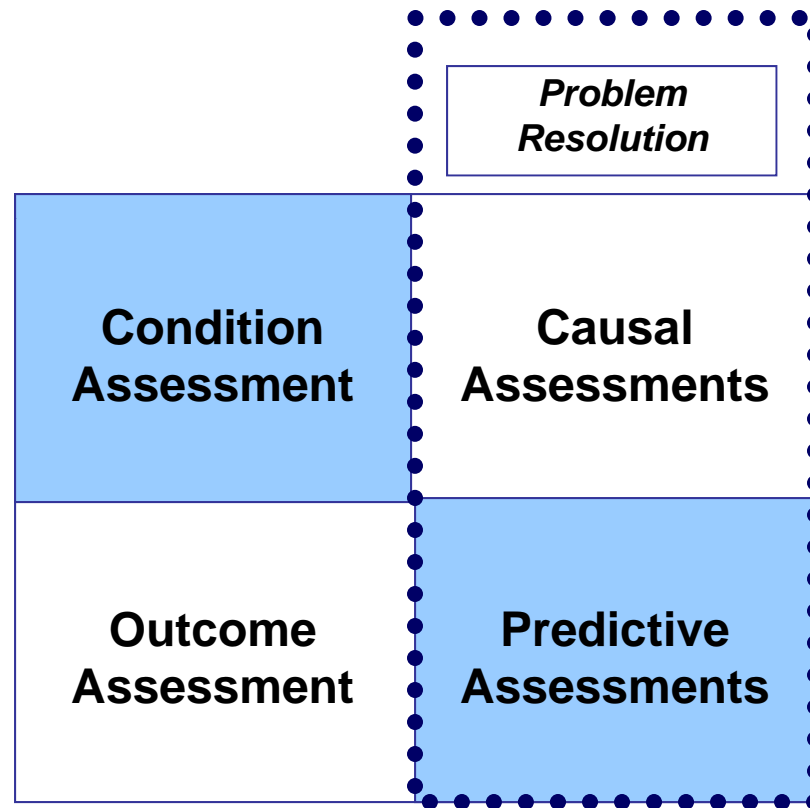 Problem
Resolution
Condition
Assessment
Causal
Assessments
Outcome
Assessment
Predictive
Assessments